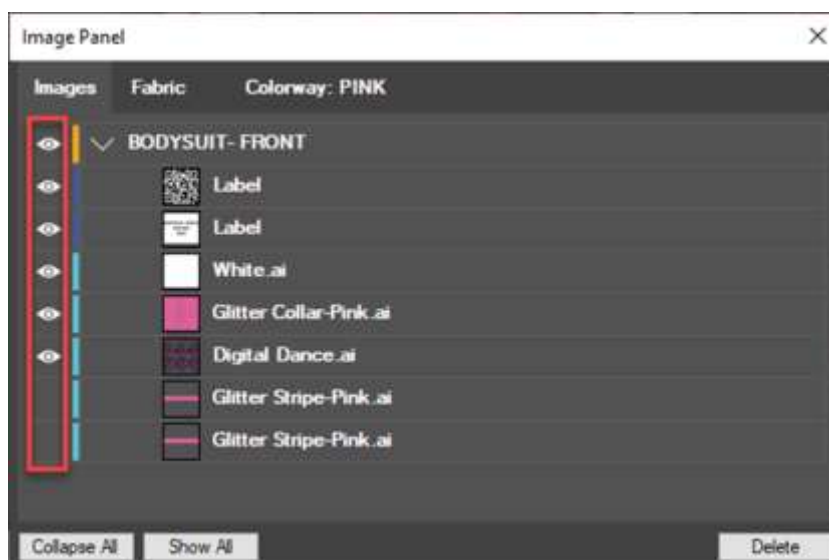 Image Panel
Images Fabric Colorway: PINK
BODYSUIT- FRONT
Label
Label
White.ai
Glitter Collar-Pink.ai
Digital Dance.ai
Glitter Stripe-Pink.ai
Glitter Stripe-Pink.ai
Collapse All Show All Delete